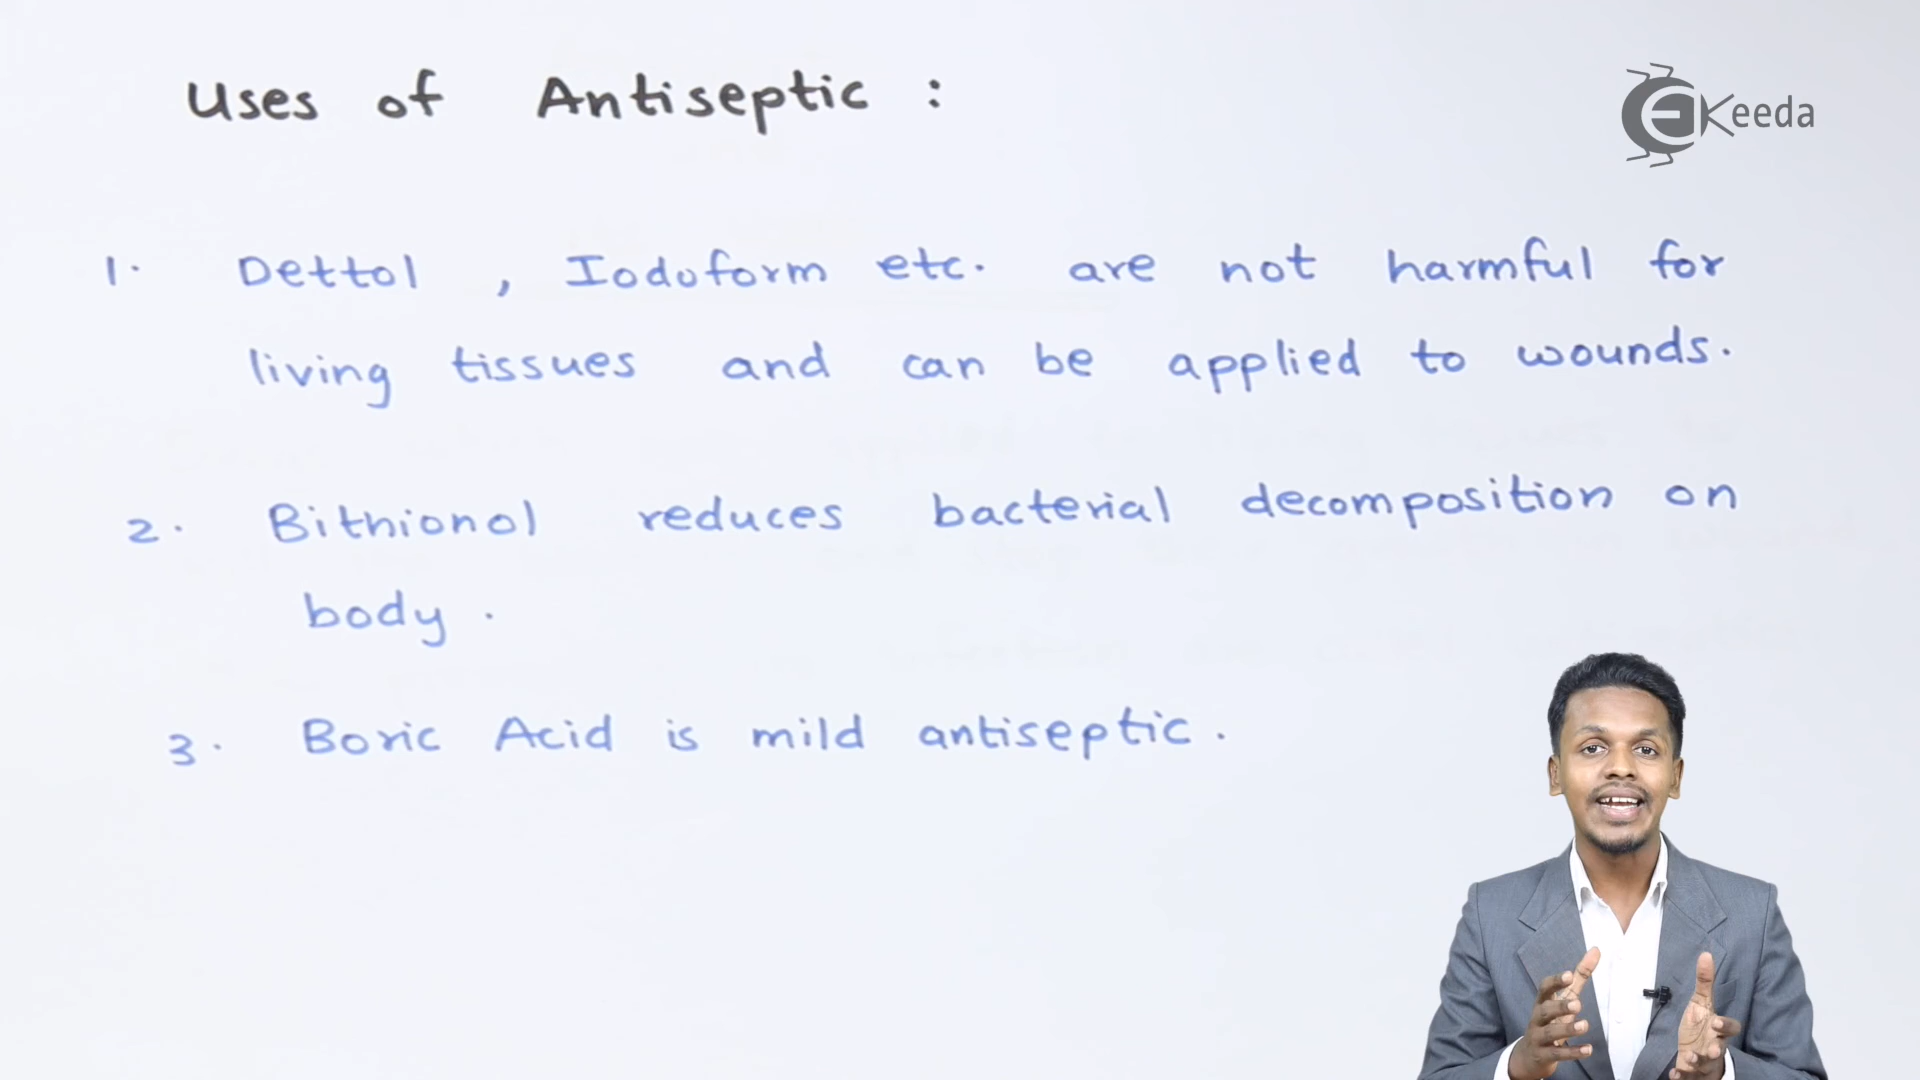 Uses of Antiseptic :
EKeeda
1. Dettol , Iodoform etc. are not harmful for
living tissues and can be applied to wounds.
2. Bithionol reduces bacterial decomposition on
body .
3. Boric Acid is mild antiseptic.